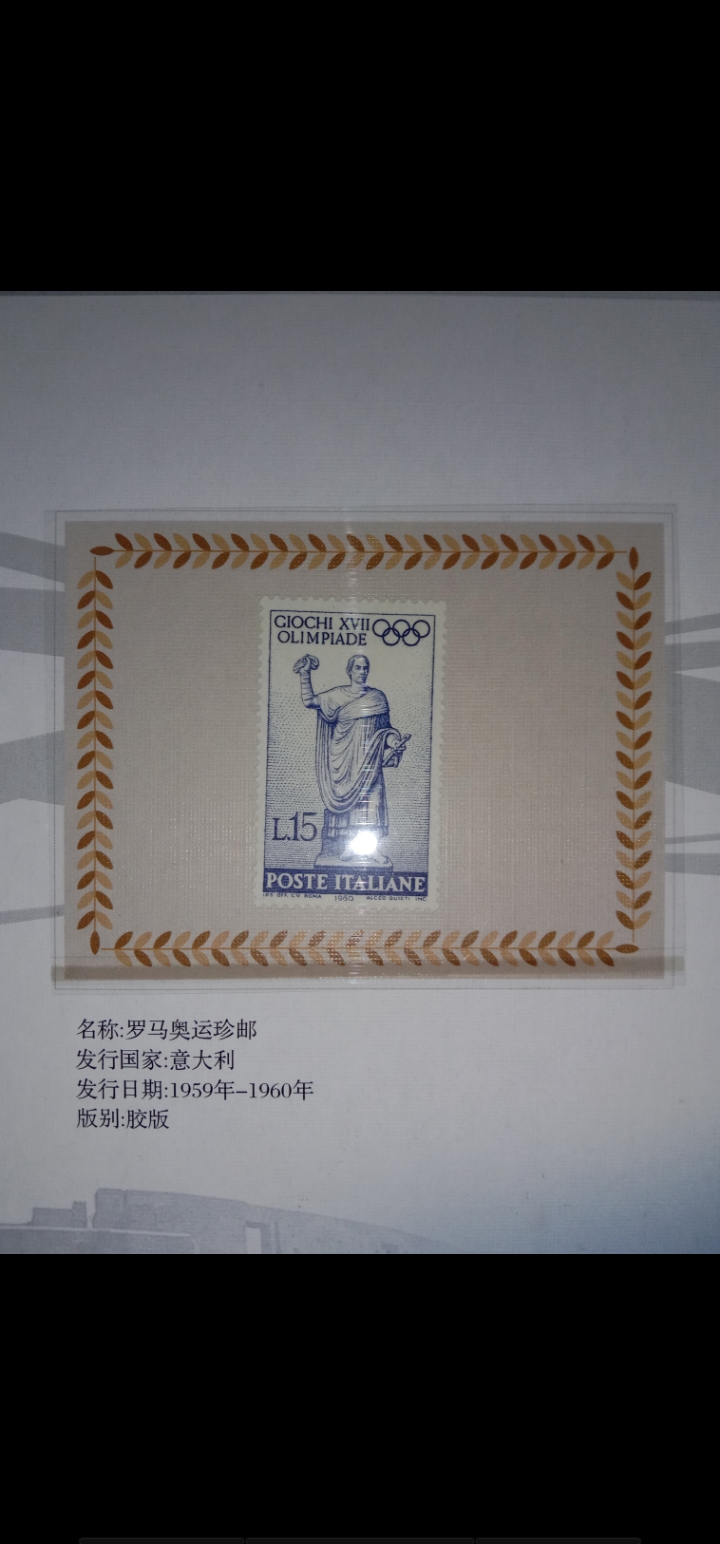 GIOCHI XVII
OLIMPIADE
L.15
POSTE ITALIANE
1960
名称:罗马奥运珍邮
发行国家:意大利
发行日期:1959年–1960年
版别:胶版